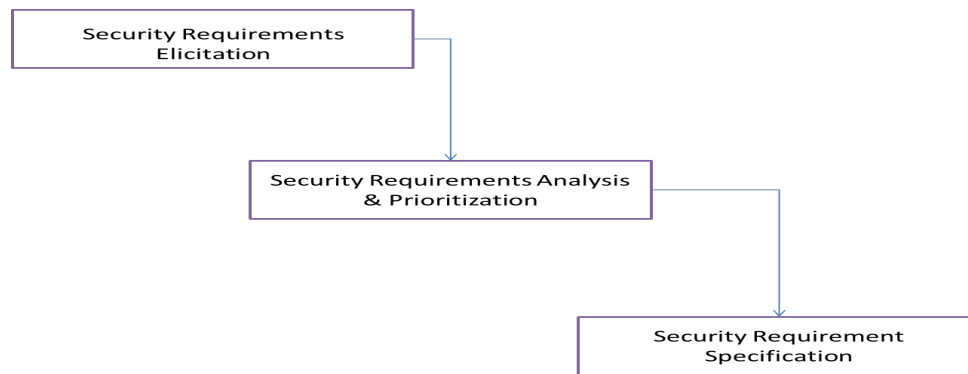 Security Requirements
Elicitation
Security Requirements Analysis
& Prioritization
Security Requirement
Specification